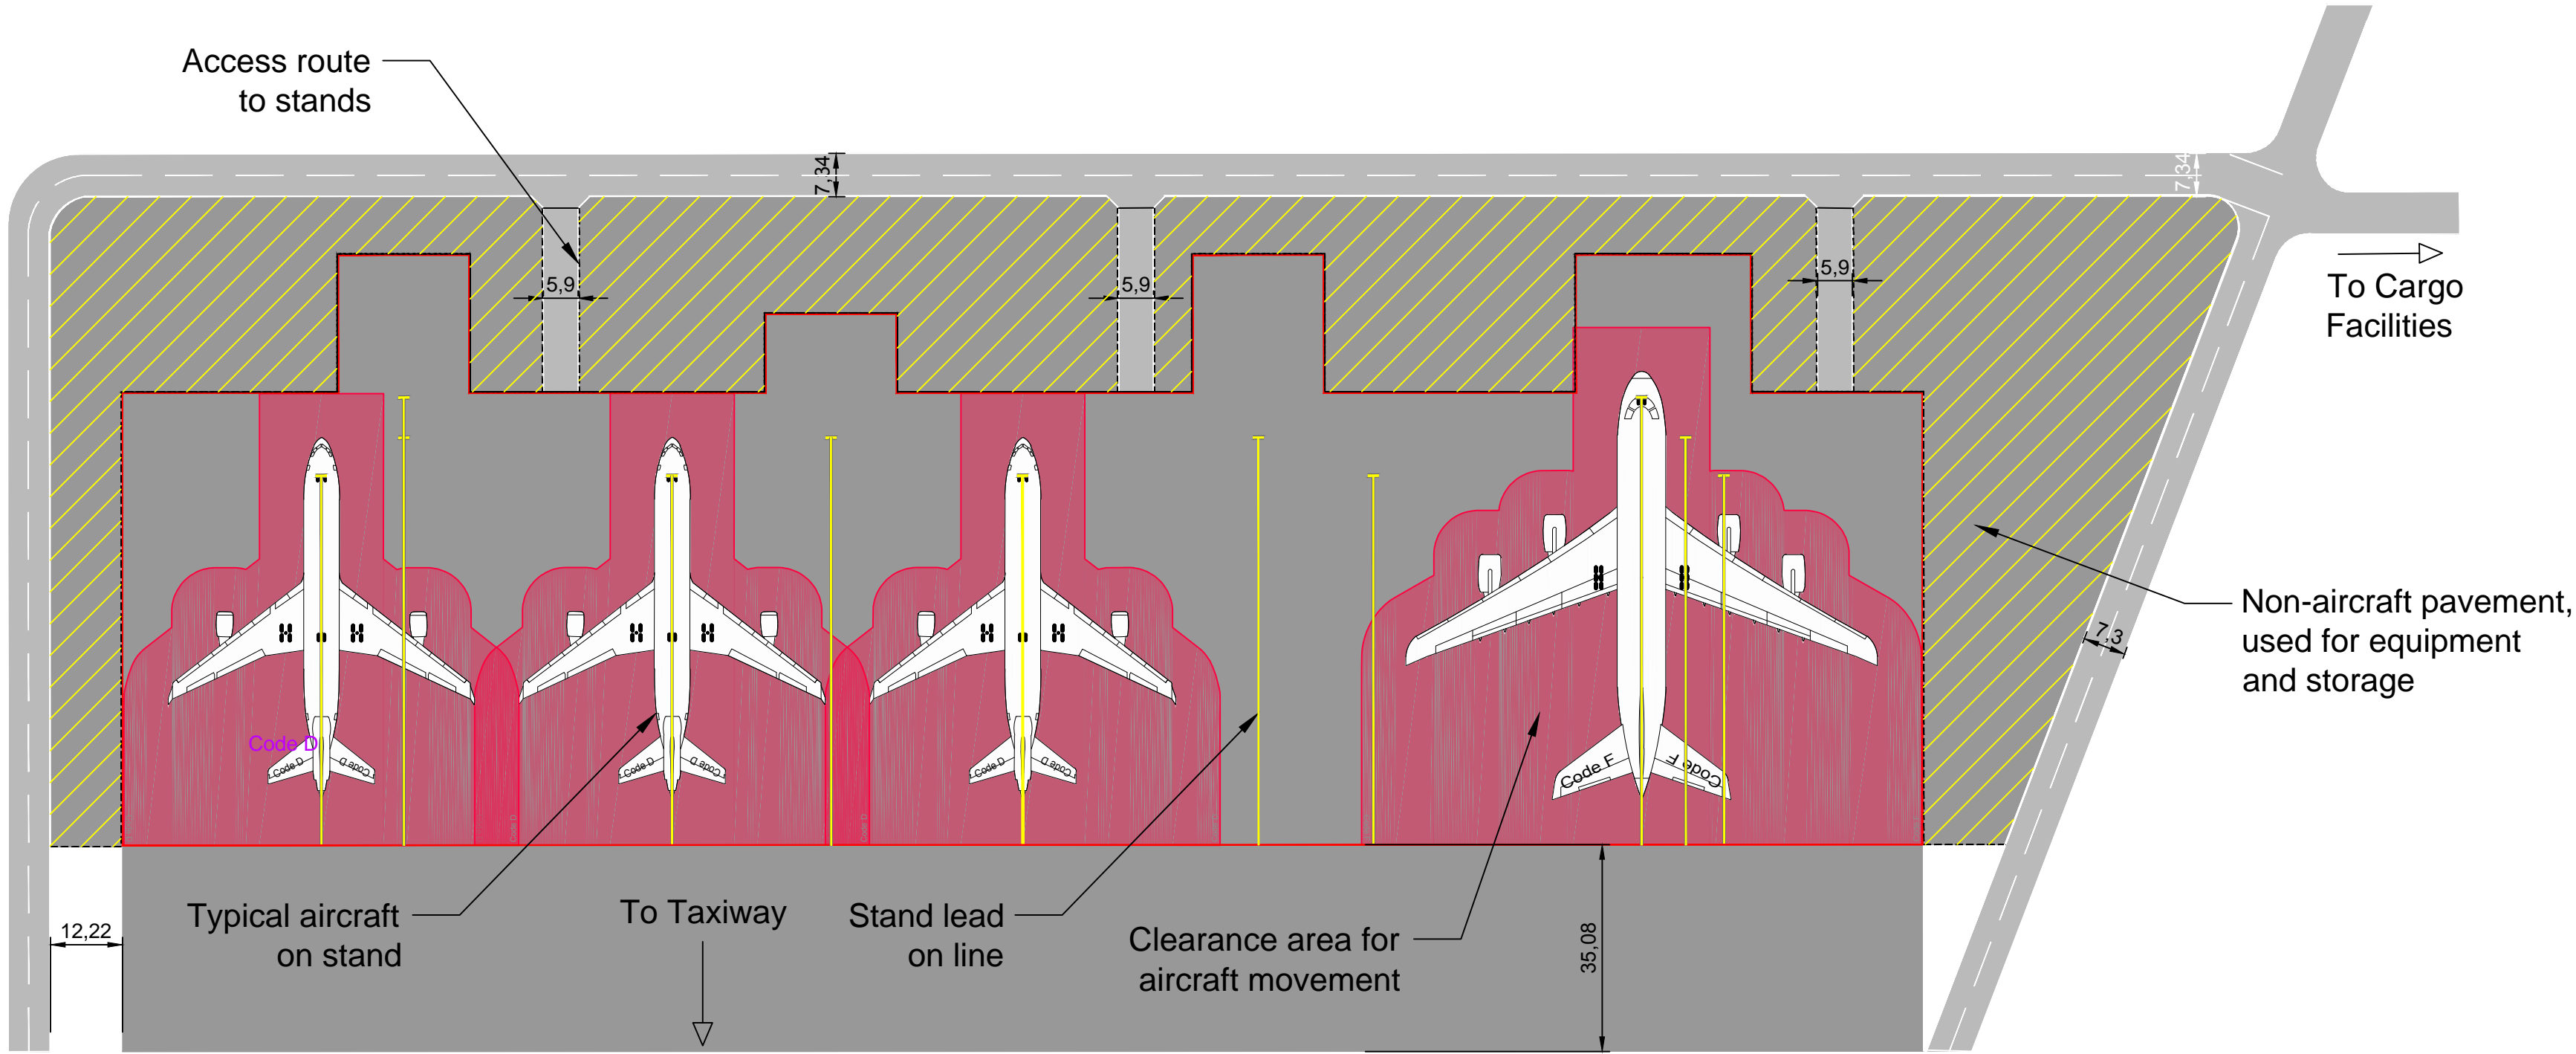 Access route
to stands
7,34
7,34
5,9
5,9
5,9
To Cargo
Facilities
Non-aircraft pavement,
used for equipment
and storage
7,3
Code D
Code D
Code D
Code D
Code D
Code D
Code D
Code F
Code F
Code D
Code D
Typical aircraft
on stand
To Taxiway
Stand lead
on line
Clearance area for
aircraft movement
12,22
35,08